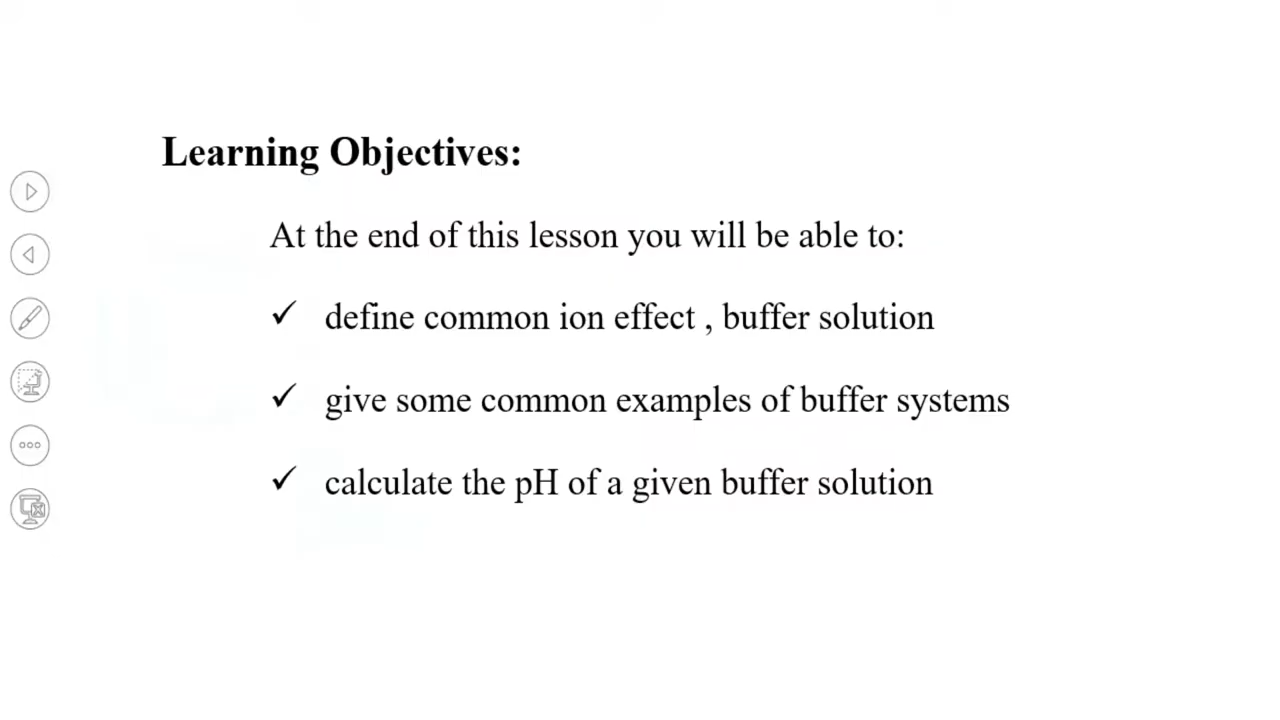 Learning Objectives:
At the end of this lesson you will be able to:
✓ define common ion effect , buffer solution
✓ give some common examples of buffer systems
✓ calculate the pH of a given buffer solution